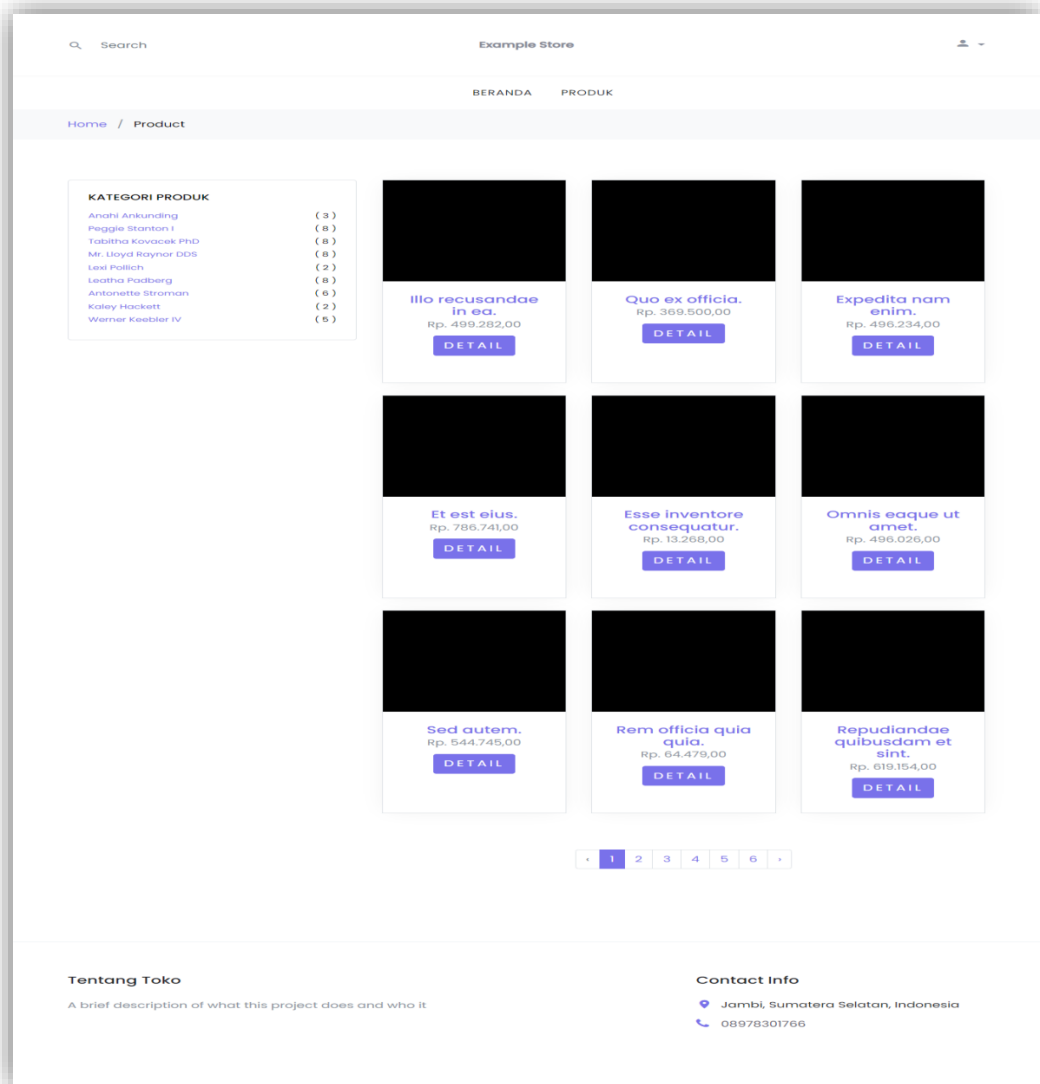 Search
Example Store
BERANDA PRODUK
Home / Product
KATEGORI PRODUK
Anahi Ankunding ( 3 )
Peggie Stanton I ( 8 )
Tabitha Kovacek PhD ( 8 )
Mr. Lloyd Raynor DDS ( 8 )
Lexi Pollich ( 2 )
Leatha Padberg ( 8 )
Antonette Stroman ( 6 )
Kaley Hackett ( 2 )
Werner Keebler IV ( 5 )
Illo recusandae
in ea.
Rp. 499.282,00
DETAIL
Quo ex officia.
Rp. 369.500,00
DETAIL
Expedita nam
enim.
Rp. 496.234,00
DETAIL
Et est eius.
Rp. 786.741,00
DETAIL
Esse inventore
consequatur.
Rp. 13.268,00
DETAIL
Omnis eaque ut
amet.
Rp. 496.026,00
DETAIL
Sed autem.
Rp. 544.745,00
DETAIL
Rem officia quia
quia.
Rp. 64.479,00
DETAIL
Repudiandae
quibusdam et
sint.
Rp. 619.154,00
DETAIL
‹ 1 2 3 4 5 6 ›
Tentang Toko
A brief description of what this project does and who it
Contact Info
Jambi, Sumatera Selatan, Indonesia
08978301766